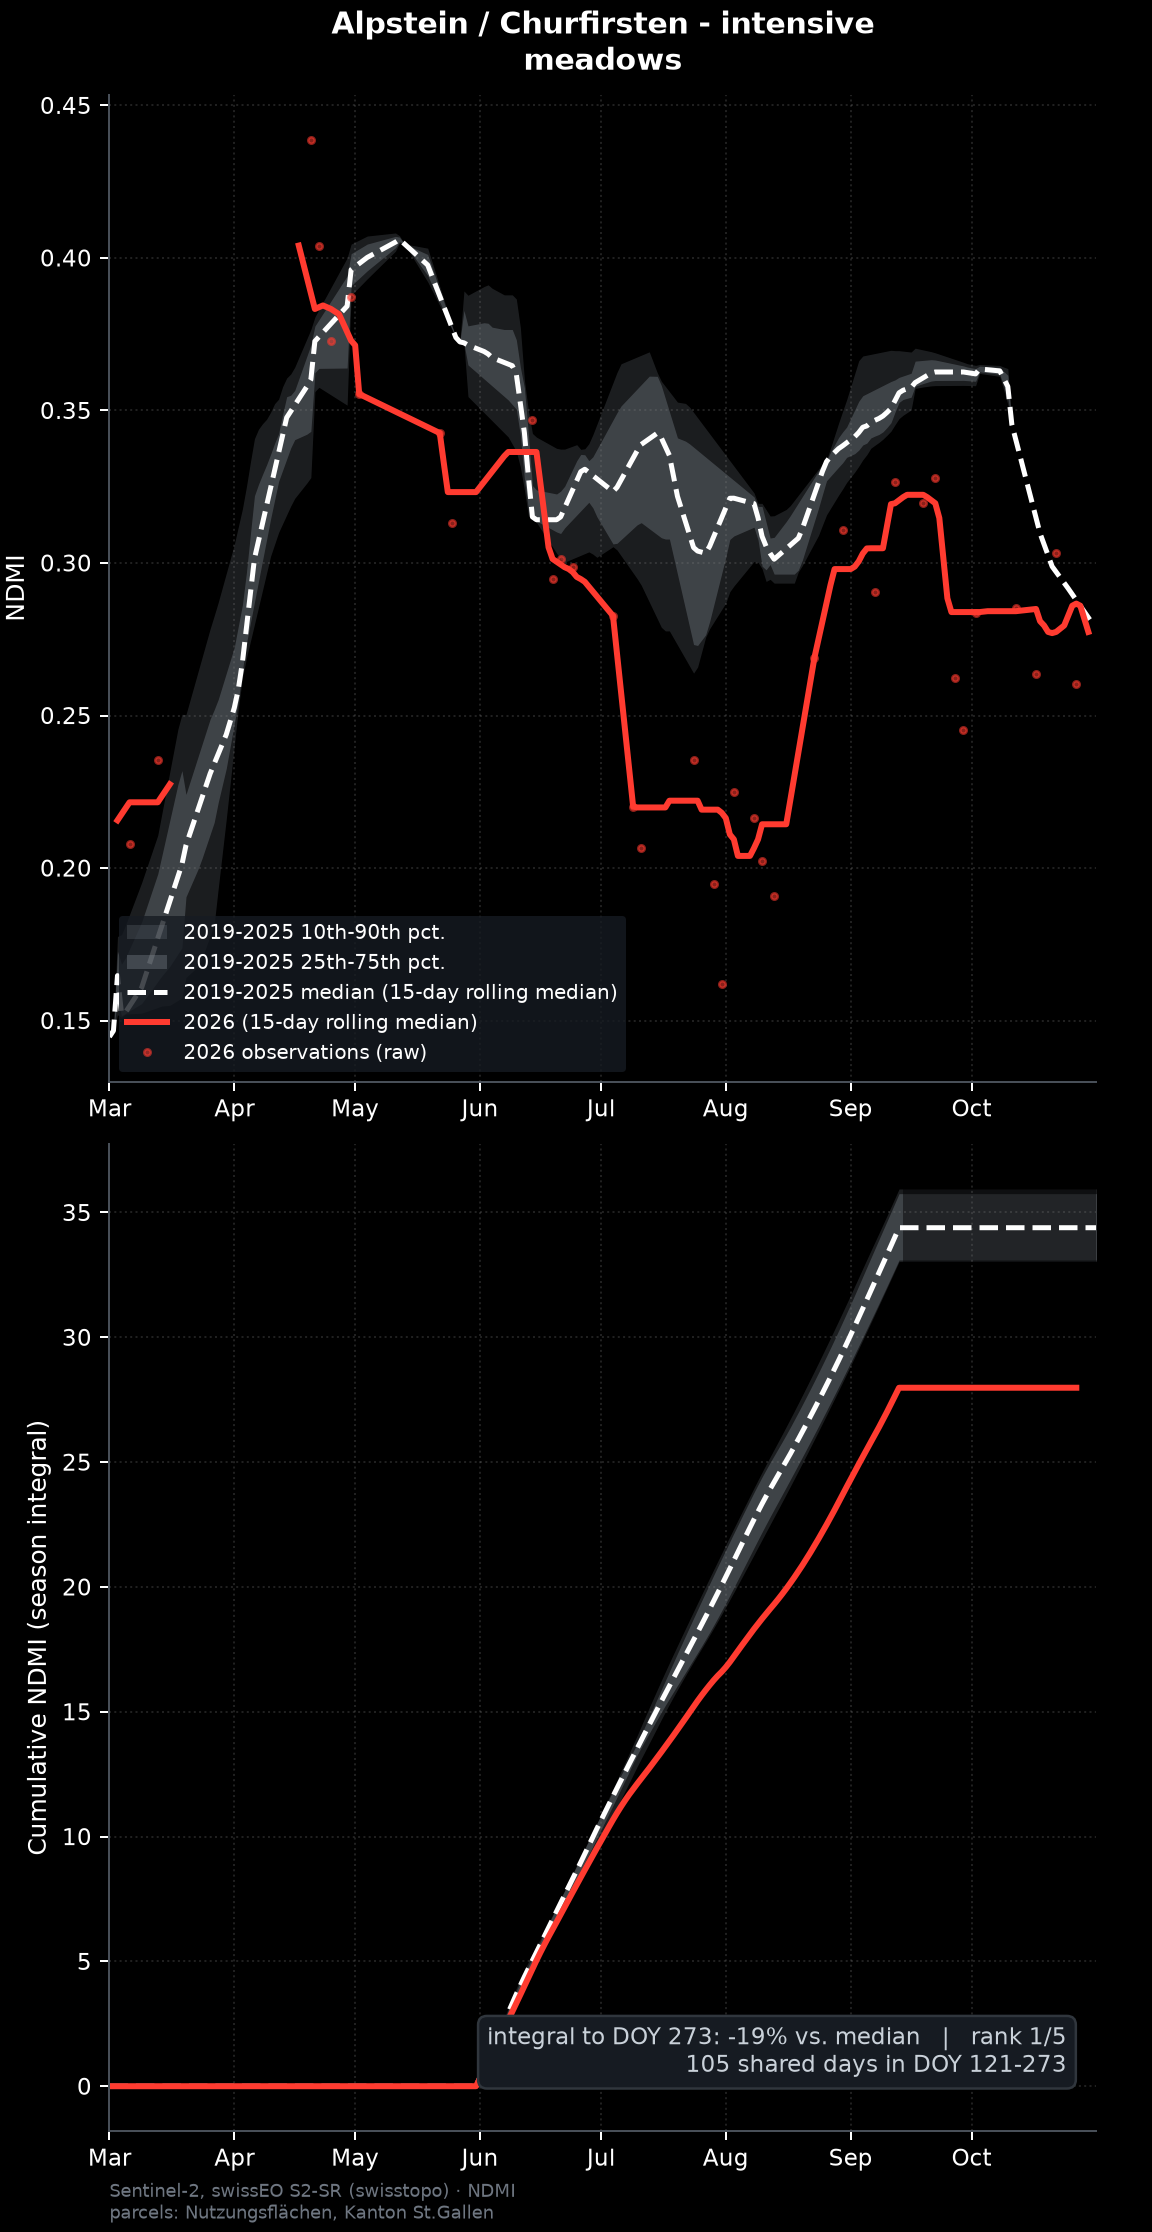 Alpstein / Churfirsten - intensive
meadows
0.45
0.40
0.35
0.30
0.25
0.20
0.15
NDMI
2019-2025 10th-90th pct.
2019-2025 25th-75th pct.
2019-2025 median (15-day rolling median)
2026 (15-day rolling median)
2026 observations (raw)
Mar Apr May Jun Jul Aug Sep Oct
35
30
25
20
15
10
5
0
Cumulative NDMI (season integral)
integral to DOY 273: -19% vs. median | rank 1/5
105 shared days in DOY 121-273
Mar Apr May Jun Jul Aug Sep Oct
Sentinel-2, swissEO S2-SR (swisstopo) · NDMI
parcels: Nutzungsflächen, Kanton St.Gallen